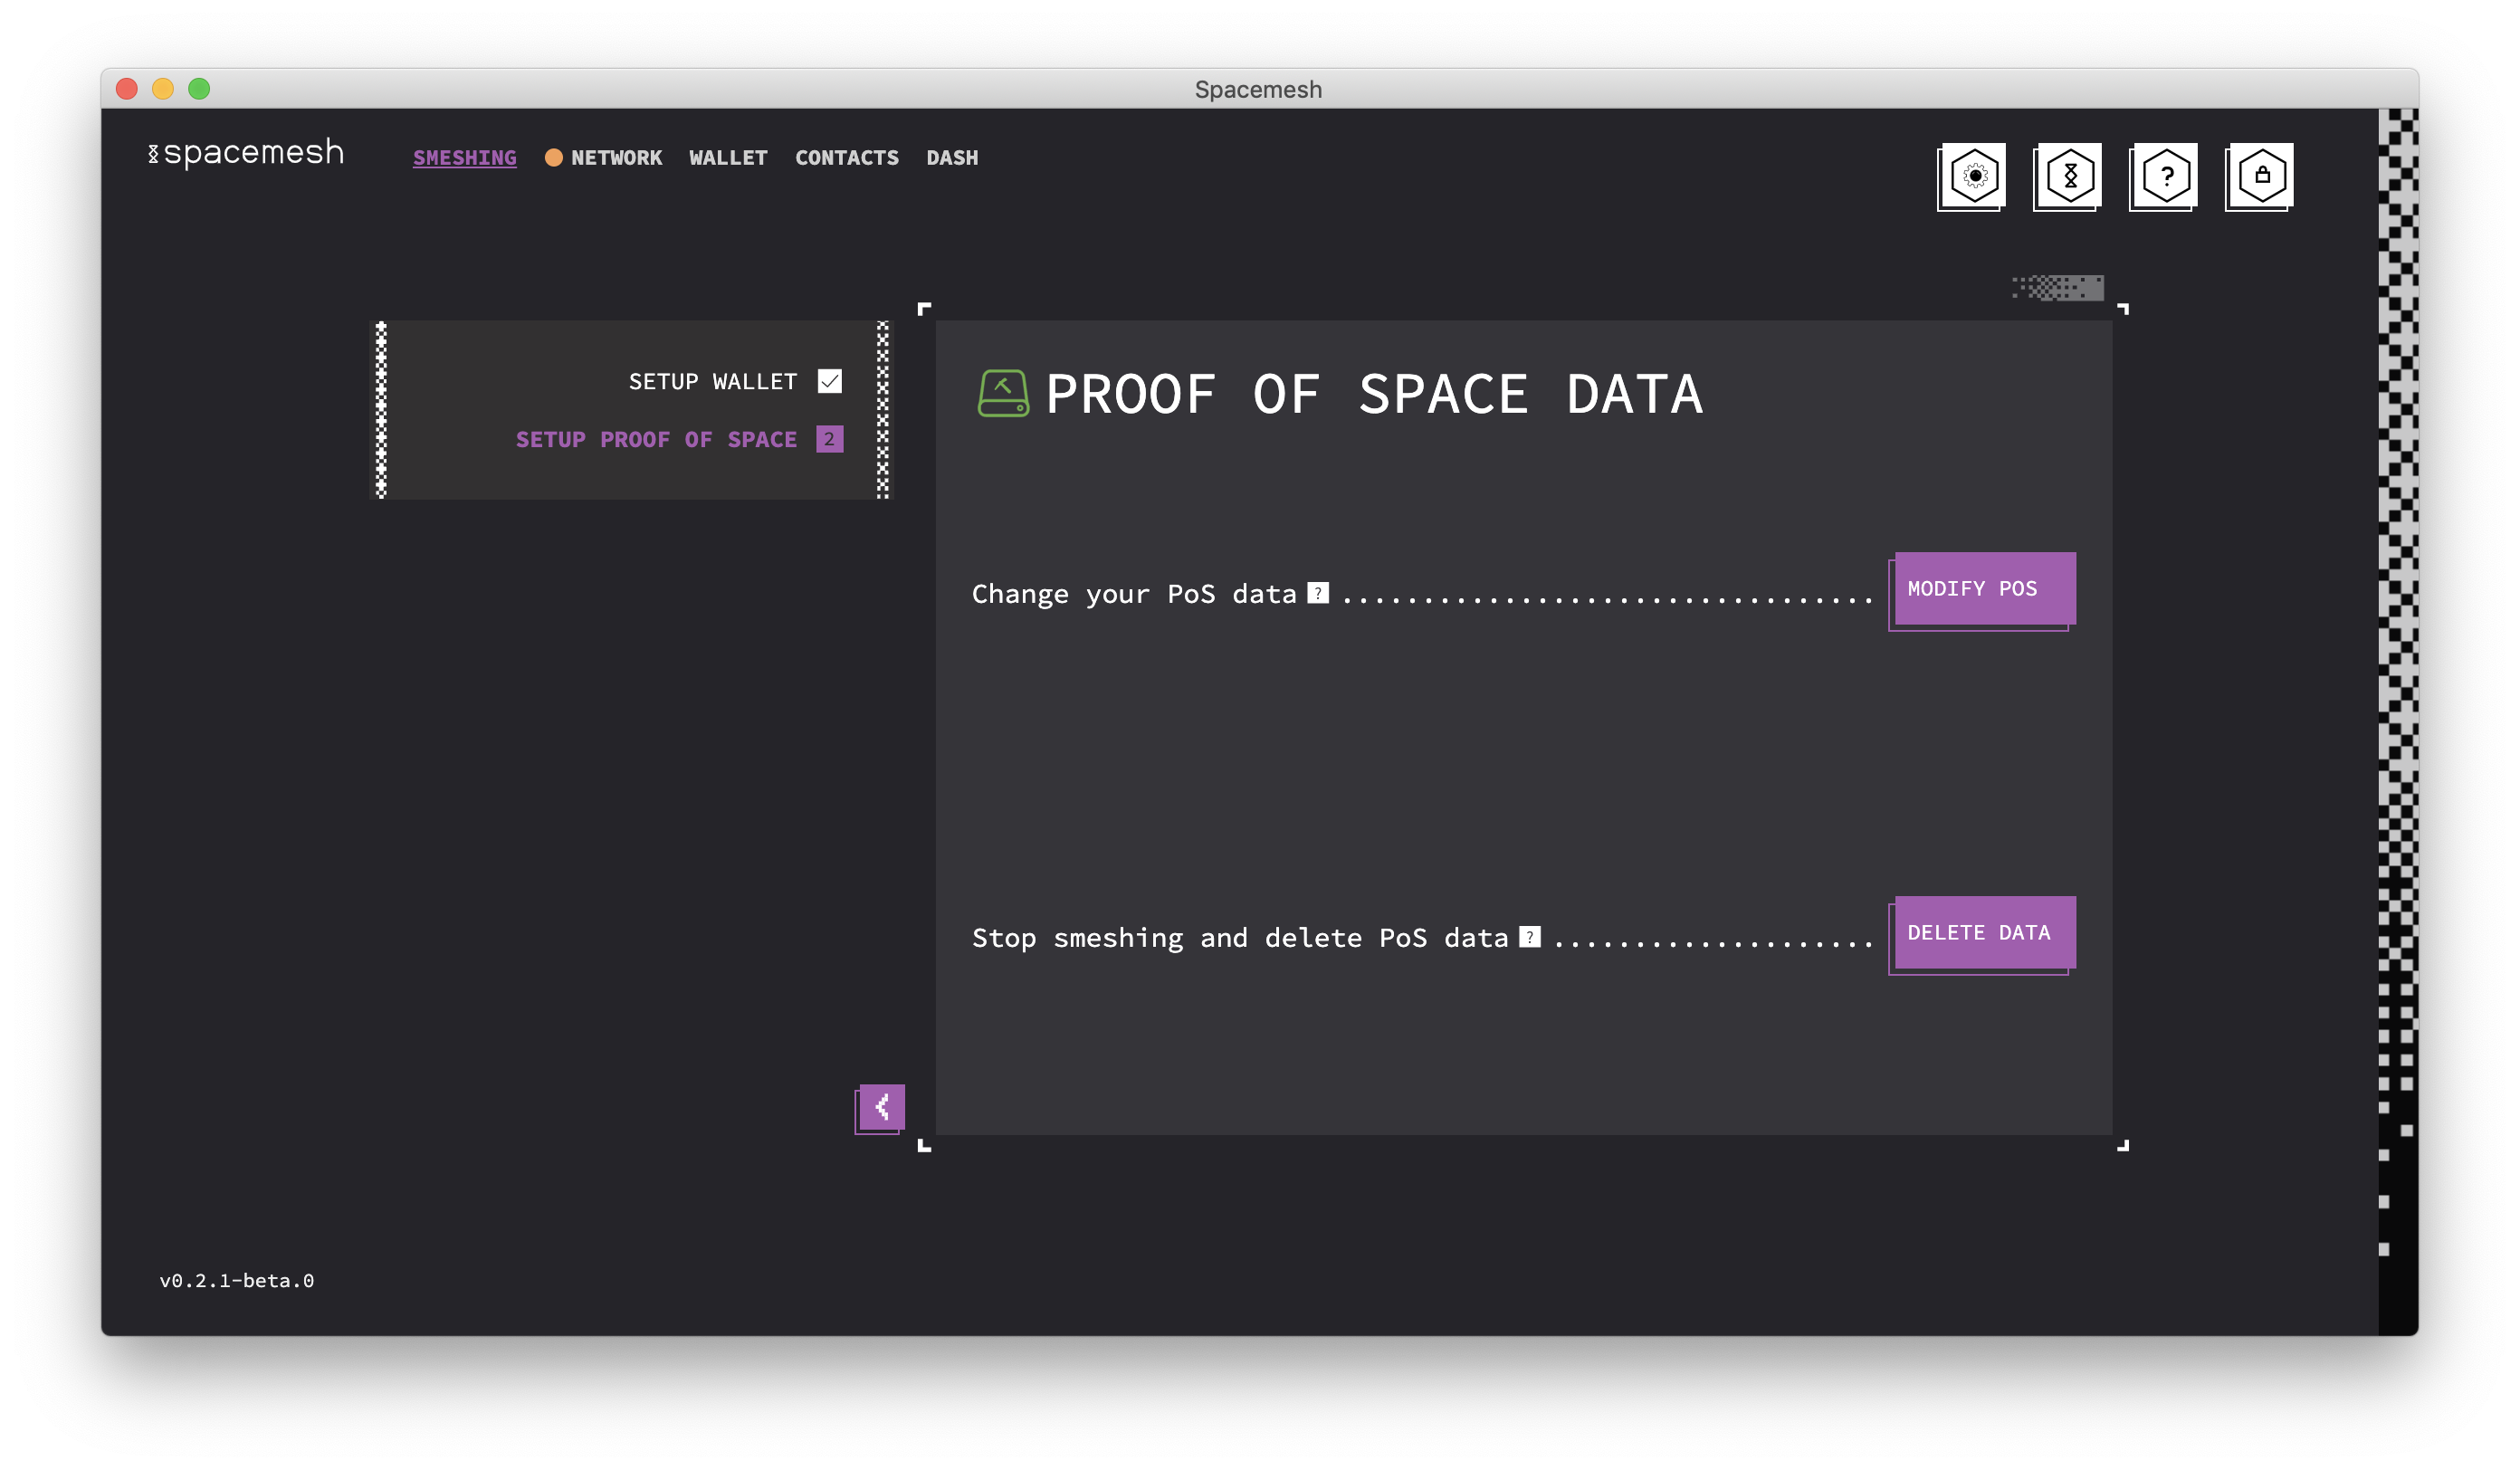 Spacemesh
spacemesh SMESHING NETWORK WALLET CONTACTS DASH
?
SETUP WALLET
SETUP PROOF OF SPACE 2
PROOF OF SPACE DATA
Change your PoS data ? ................................. MODIFY POS
Stop smeshing and delete PoS data ? .................... DELETE DATA
v0.2.1-beta.0